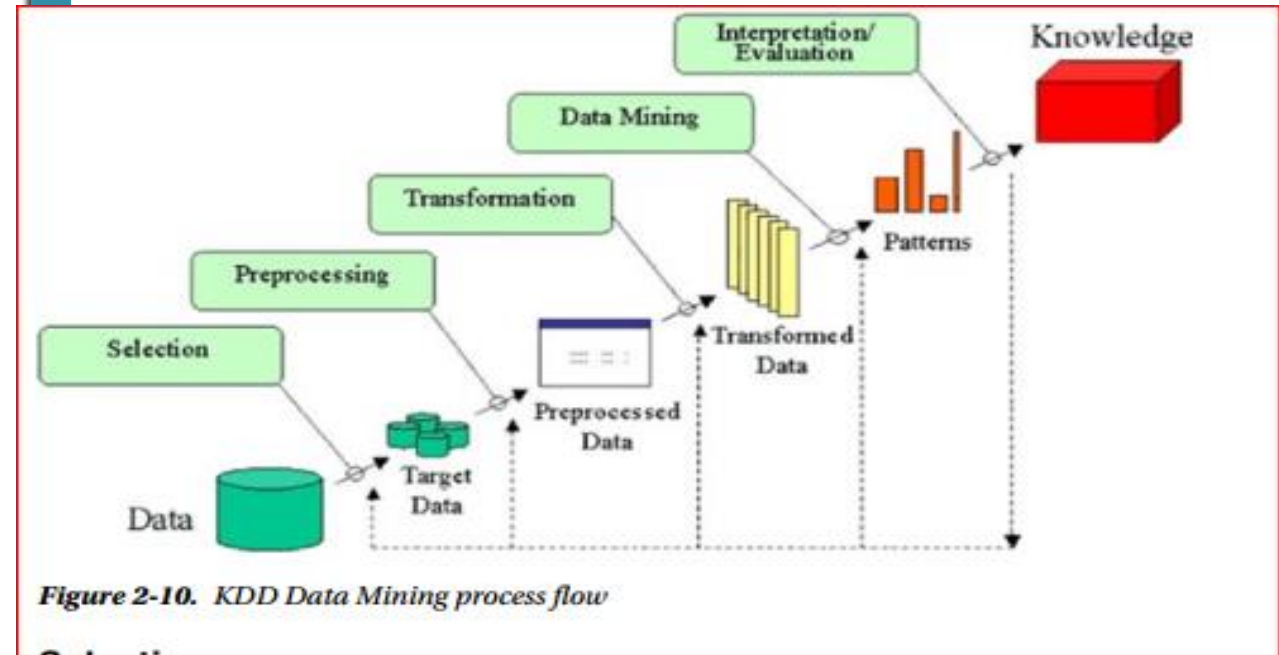 Interpretation/
Evaluation
Knowledge
Data Mining
Transformation
Patterns
Preprocessing
Transformed
Data
Selection
Preprocessed
Data
Target
Data
Data
Figure 2-10. KDD Data Mining process flow